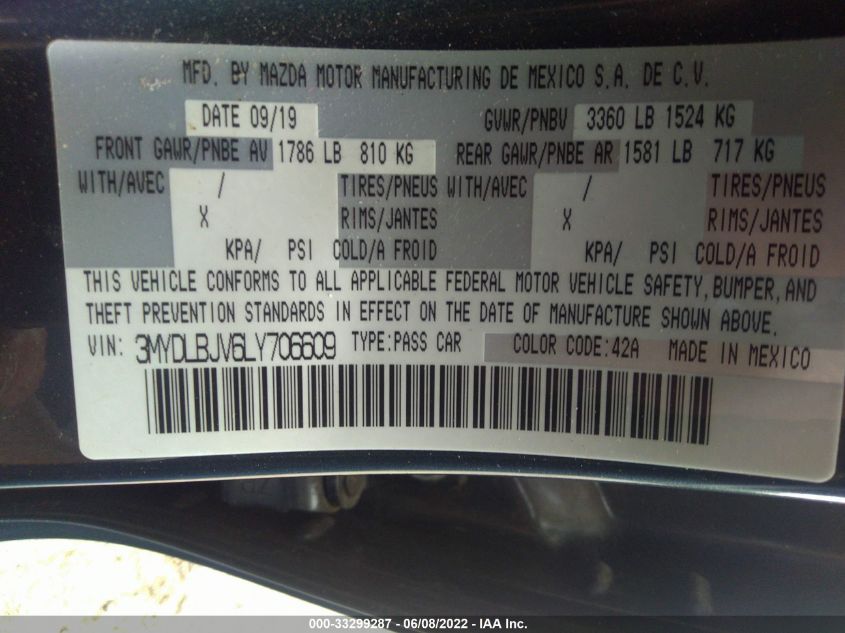 MFD. BY MAZDA MOTOR MANUFACTURING DE MEXICO S.A. DE C.V.
DATE 09/19 GVWR/PNBV 3360 LB 1524 KG
FRONT GAWR/PNBE AV 1786 LB 810 KG REAR GAWR/PNBE AR 1581 LB 717 KG
WITH/AVEC / TIRES/PNEUS WITH/AVEC / TIRES/PNEUS
X RIMS/JANTES X RIMS/JANTES
KPA/ PSI COLD/A FROID KPA/ PSI COLD/A FROID
THIS VEHICLE CONFORMS TO ALL APPLICABLE FEDERAL MOTOR VEHICLE SAFETY, BUMPER, AND
THEFT PREVENTION STANDARDS IN EFFECT ON THE DATE OF MANUFACTURE SHOWN ABOVE.
VIN: 3MYDLBJV6LY706609 TYPE:PASS CAR COLOR CODE:42A MADE IN MEXICO
000-33299287 - 06/08/2022 - IAA Inc.